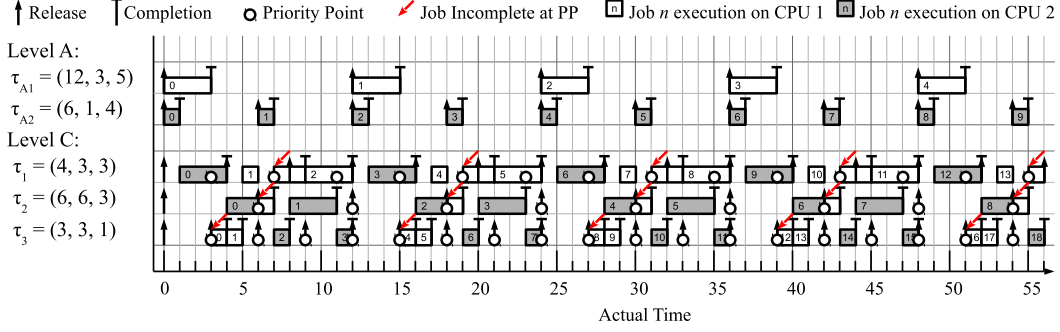 Release Completion Priority Point Job Incomplete at PP n Job n execution on CPU 1 n Job n execution on CPU 2
Level A:
τA1 = (12, 3, 5) 0 1 2 3 4
τA2 = (6, 1, 4) 0 1 2 3 4 5 6 7 8 9
Level C:
τ1 = (4, 3, 3) 0 1 2 3 4 5 6 7 8 9 10 11 12 13
τ2 = (6, 6, 3) 0 1 2 3 4 5 6 7 8
τ3 = (3, 3, 1) 0 1 2 3 4 5 6 7 8 9 10 11 12 13 14 15 16 17 18
0 5 10 15 20 25 30 35 40 45 50 55
Actual Time